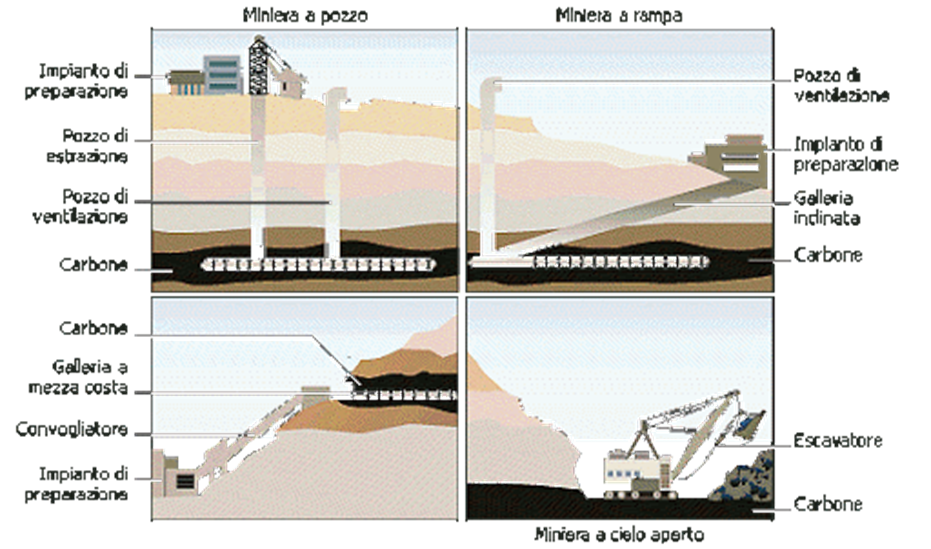 Miniera a pozzo
Miniera a rampa
Impianto di
preparazione
Pozzo di
estrazione
Pozzo di
ventilazione
Carbone
Pozzo di
ventilazione
Impianto di
preparazione
Galleria
inclinata
Carbone
Carbone
Galleria a
mezza costa
Convogliatore
Impianto di
preparazione
Escavatore
Carbone
Miniera a cielo aperto